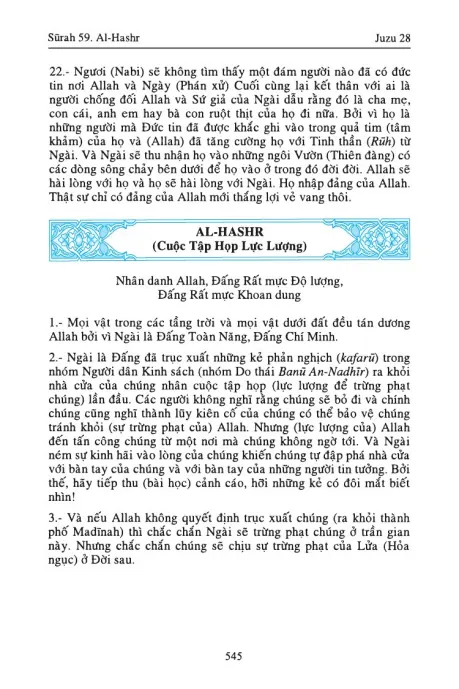 Sūrah 59. Al-Hashr Juzu 28
22.- Ngươi (Nabi) sẽ không tìm thấy một đám người nào đã có đức
tin nơi Allah và Ngày (Phán xử) Cuối cùng lại kết thân với ai là
người chống đối Allah và Sứ giả của Ngài dẫu rằng đó là cha mẹ,
con cái, anh em hay bà con ruột thịt của họ đi nữa. Bởi vì họ là
những người mà Đức tin đã được khắc ghi vào trong quả tim (tâm
khảm) của họ và (Allah) đã tăng cường họ với Tinh thần (Rūh) từ
Ngài. Và Ngài sẽ thu nhận họ vào những ngôi Vườn (Thiên đàng) có
các dòng sông chảy bên dưới để họ vào ở trong đó đời đời. Allah sẽ
hài lòng với họ và họ sẽ hài lòng với Ngài. Họ nhập đảng của Allah.
Thật sự chỉ có đảng của Allah mới thắng lợi vẻ vang thôi.
AL-HASHR
(Cuộc Tập Họp Lực Lượng)
Nhân danh Allah, Đấng Rất mực Độ lượng,
Đấng Rất mực Khoan dung
1.- Mọi vật trong các tầng trời và mọi vật dưới đất đều tán dương
Allah bởi vì Ngài là Đấng Toàn Năng, Đấng Chí Minh.
2.- Ngài là Đấng đã trục xuất những kẻ phản nghịch (kafarū) trong
nhóm Người dân Kinh sách (nhóm Do thái Banū An-Nadhīr) ra khỏi
nhà cửa của chúng nhân cuộc tập họp (lực lượng để trừng phạt
chúng) lần đầu. Các người không nghĩ rằng chúng sẽ bỏ đi và chính
chúng cũng nghĩ thành lũy kiên cố của chúng có thể bảo vệ chúng
tránh khỏi (sự trừng phạt của) Allah. Nhưng (lực lượng của) Allah
đến tấn công chúng từ một nơi mà chúng không ngờ tới. Và Ngài
ném sự kinh hãi vào lòng của chúng khiến chúng tự đập phá nhà cửa
với bàn tay của chúng và với bàn tay của những người tin tưởng. Bởi
thế, hãy tiếp thu (bài học) cảnh cáo, hỡi những kẻ có đôi mắt biết
nhìn!
3.- Và nếu Allah không quyết định trục xuất chúng (ra khỏi thành
phố Madīnah) thì chắc chắn Ngài sẽ trừng phạt chúng ở trần gian
này. Nhưng chắc chắn chúng sẽ chịu sự trừng phạt của Lửa (Hỏa
ngục) ở Đời sau.
545